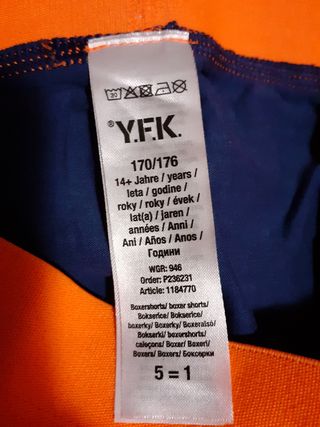 30
® Y.F.K.
170/176
14+ Jahre / years /
leta / godine /
roky / roky / évek /
lat(a) / jaren /
années / Anni /
Ani / Años / Anos /
Години
WGR: 946
Order: P236231
Article: 1184770
Boxershorts/ boxer shorts/
Bokserice/ Bokserice/
boxerky/ Boxerky/ Boxeralsó/
Bokserki/ boxershorts/
caleçons/ Boxer/ Boxeri/
Boxers/ Boxers/ Боксерки
5 = 1